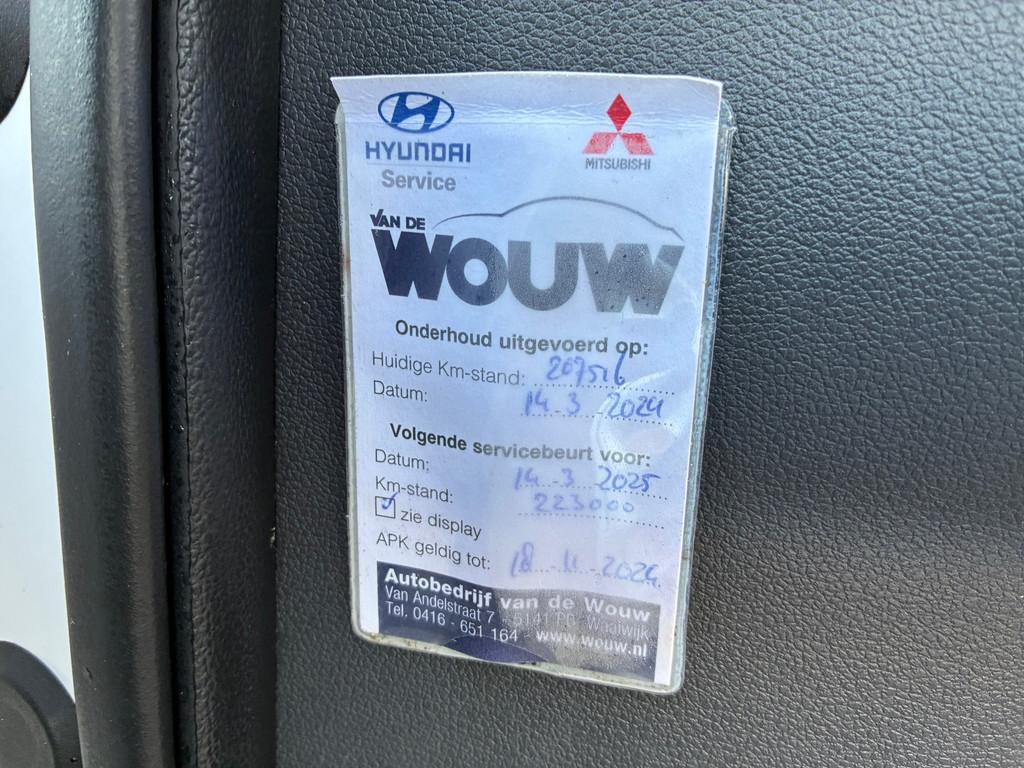 HYUNDAI
Service
MITSUBISHI
VAN DE
WOUW
Onderhoud uitgevoerd op:
Huidige Km-stand: 207516
Datum: 14-3 2024
Volgende servicebeurt voor:
Datum: 14-3 2025
Km-stand: 223000
zie display
APK geldig tot: 18-11-2024
Autobedrijf van de Wouw
Van Andelstraat 7 - 5141 Waalwijk
Tel. 0416 - 651 164 - www.wouw.nl